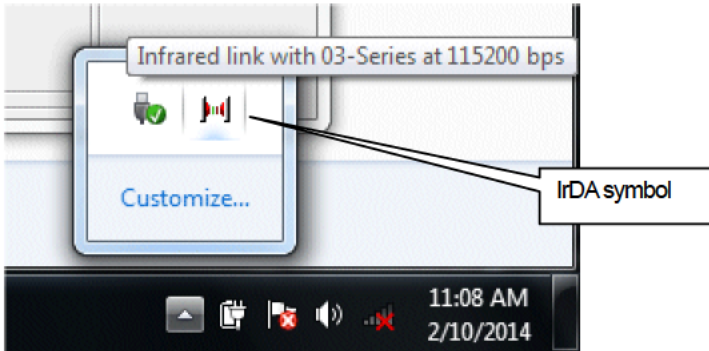 Infrared link with 03-Series at 115200 bps
IrDA symbol
Customize...
11:08 AM
2/10/2014